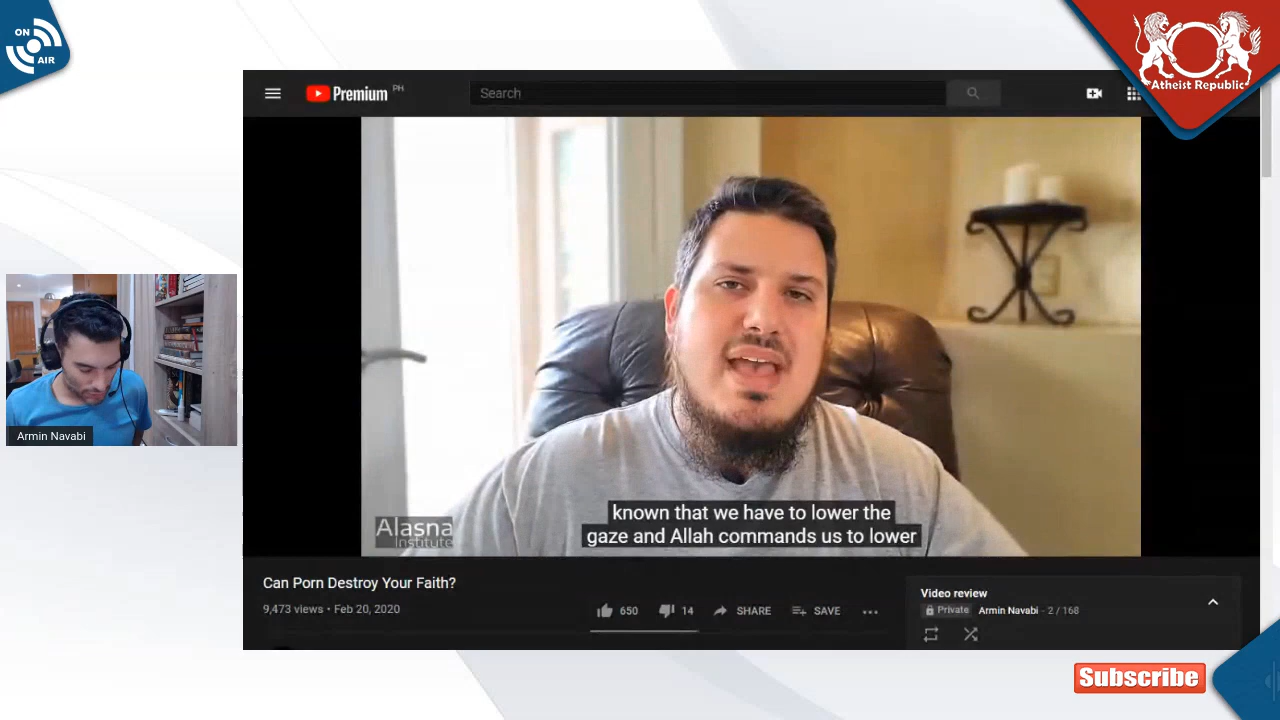 ON
AIR
Atheist Republic
Premium PH
Search
Armin Navabi
known that we have to lower the
gaze and Allah commands us to lower
Alasna
Institute
Can Porn Destroy Your Faith?
9,473 views • Feb 20, 2020
650
14
SHARE
SAVE
Video review
Private Armin Navabi - 2 / 168
Subscribe